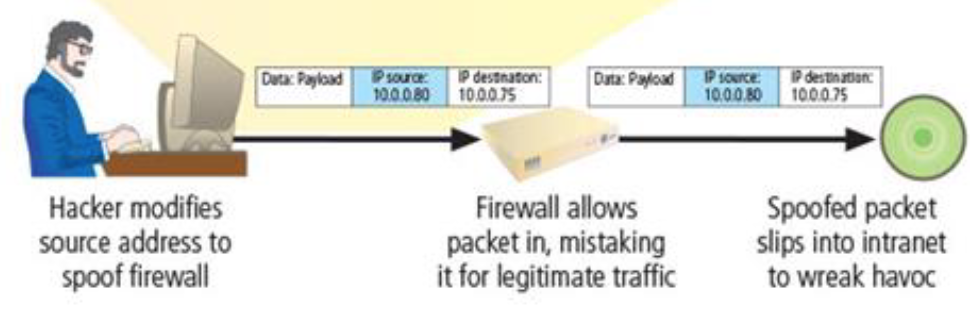 Data: Payload
IP source:
10.0.0.80
IP destination:
10.0.0.75
Data: Payload
IP source:
10.0.0.80
IP destination:
10.0.0.75
Hacker modifies
source address to
spoof firewall
Firewall allows
packet in, mistaking
it for legitimate traffic
Spoofed packet
slips into intranet
to wreak havoc